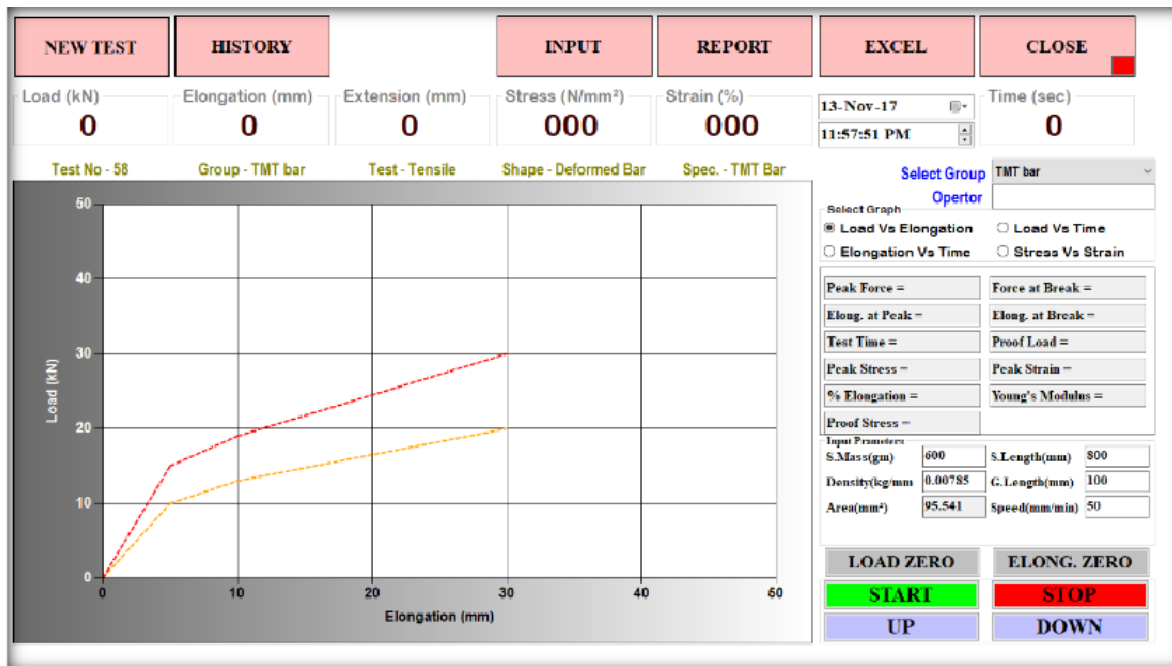 NEW TEST HISTORY INPUT REPORT EXCEL CLOSE
Load (kN) Elongation (mm) Extension (mm) Stress (N/mm²) Strain (%) Time (sec)
0 0 0 000 000 13-Nov-17 0
11:57:51 PM
Test No - 58 Group - TMT bar Test - Tensile Shape - Deformed Bar Spec. - TMT Bar
Select Group TMT bar
Opertor
Select Graph
Load Vs Elongation Load Vs Time
Elongation Vs Time Stress Vs Strain
Peak Force = Force at Break =
Elong. at Peak = Elong. at Break =
Test Time = Proof Load =
Peak Stress = Peak Strain =
% Elongation = Young's Modulus =
Proof Stress =
Input Prameters
S.Mass(gm) 600 S.Length(mm) 800
Density(kg/mm 0.00785 G.Length(mm) 100
Area(mm²) 95.541 Speed(mm/min) 50
LOAD ZERO ELONG. ZERO
START STOP
UP DOWN
50
40
30
20
10
0
Load (kN)
0 10 20 30 40 50
Elongation (mm)